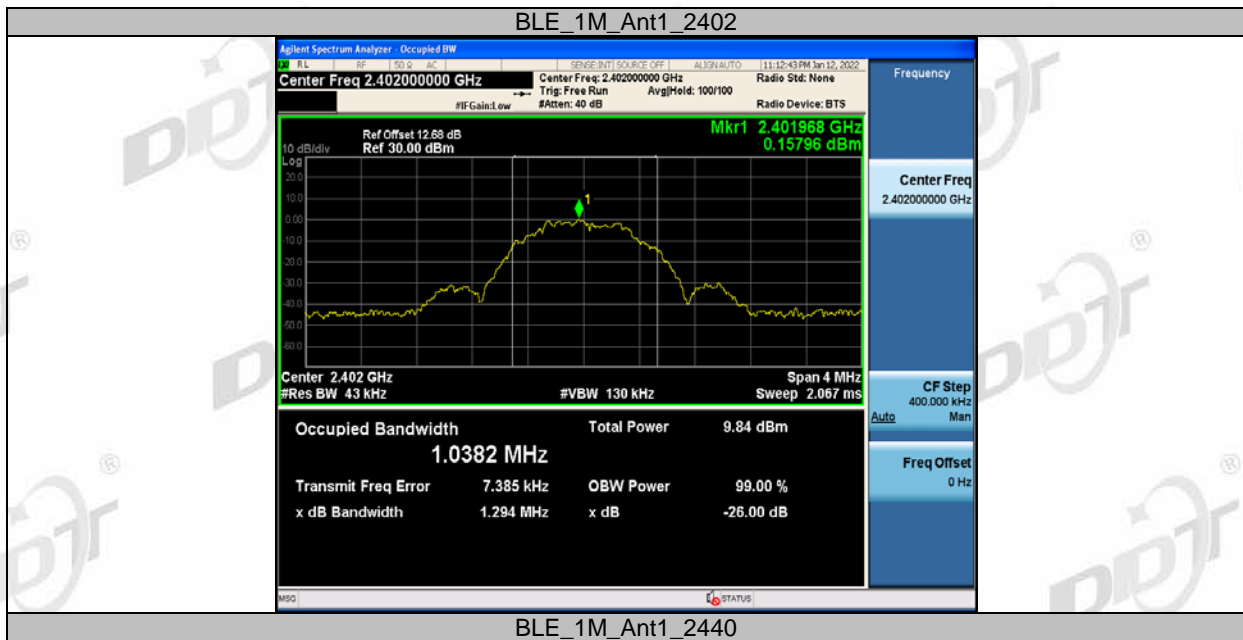 BLE_1M_Ant1_2402
Agilent Spectrum Analyzer - Occupied BW
RL RF 50 Ω AC SENSE:INT SOURCE OFF ALIGN AUTO 11:12:43 PM Jan 12, 2022
Center Freq 2.402000000 GHz
Center Freq: 2.402000000 GHz Radio Std: None
Trig: Free Run Avg|Hold: 100/100
#IFGain:Low #Atten: 40 dB Radio Device: BTS
Frequency
Mkr1 2.401968 GHz
0.15796 dBm
Ref Offset 12.68 dB
10 dB/div Ref 30.00 dBm
Log
20.0
10.0
0.00
-10.0
-20.0
-30.0
-40.0
-50.0
-60.0
1
Center 2.402 GHz Span 4 MHz
#Res BW 43 kHz #VBW 130 kHz Sweep 2.067 ms
Center Freq
2.402000000 GHz
CF Step
400.000 kHz
Auto Man
Freq Offset
0 Hz
Occupied Bandwidth Total Power 9.84 dBm
1.0382 MHz
Transmit Freq Error 7.385 kHz OBW Power 99.00 %
x dB Bandwidth 1.294 MHz x dB -26.00 dB
MSG STATUS
BLE_1M_Ant1_2440
DDT
®